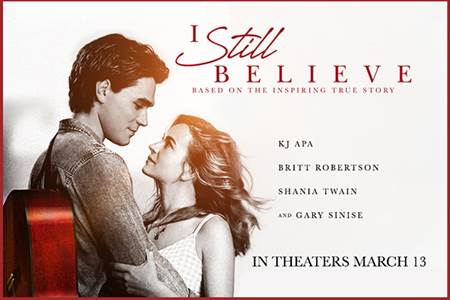 I Still
BELIEVE
BASED ON THE INSPIRING TRUE STORY
KJ APA
BRITT ROBERTSON
SHANIA TWAIN
AND GARY SINISE
IN THEATERS MARCH 13